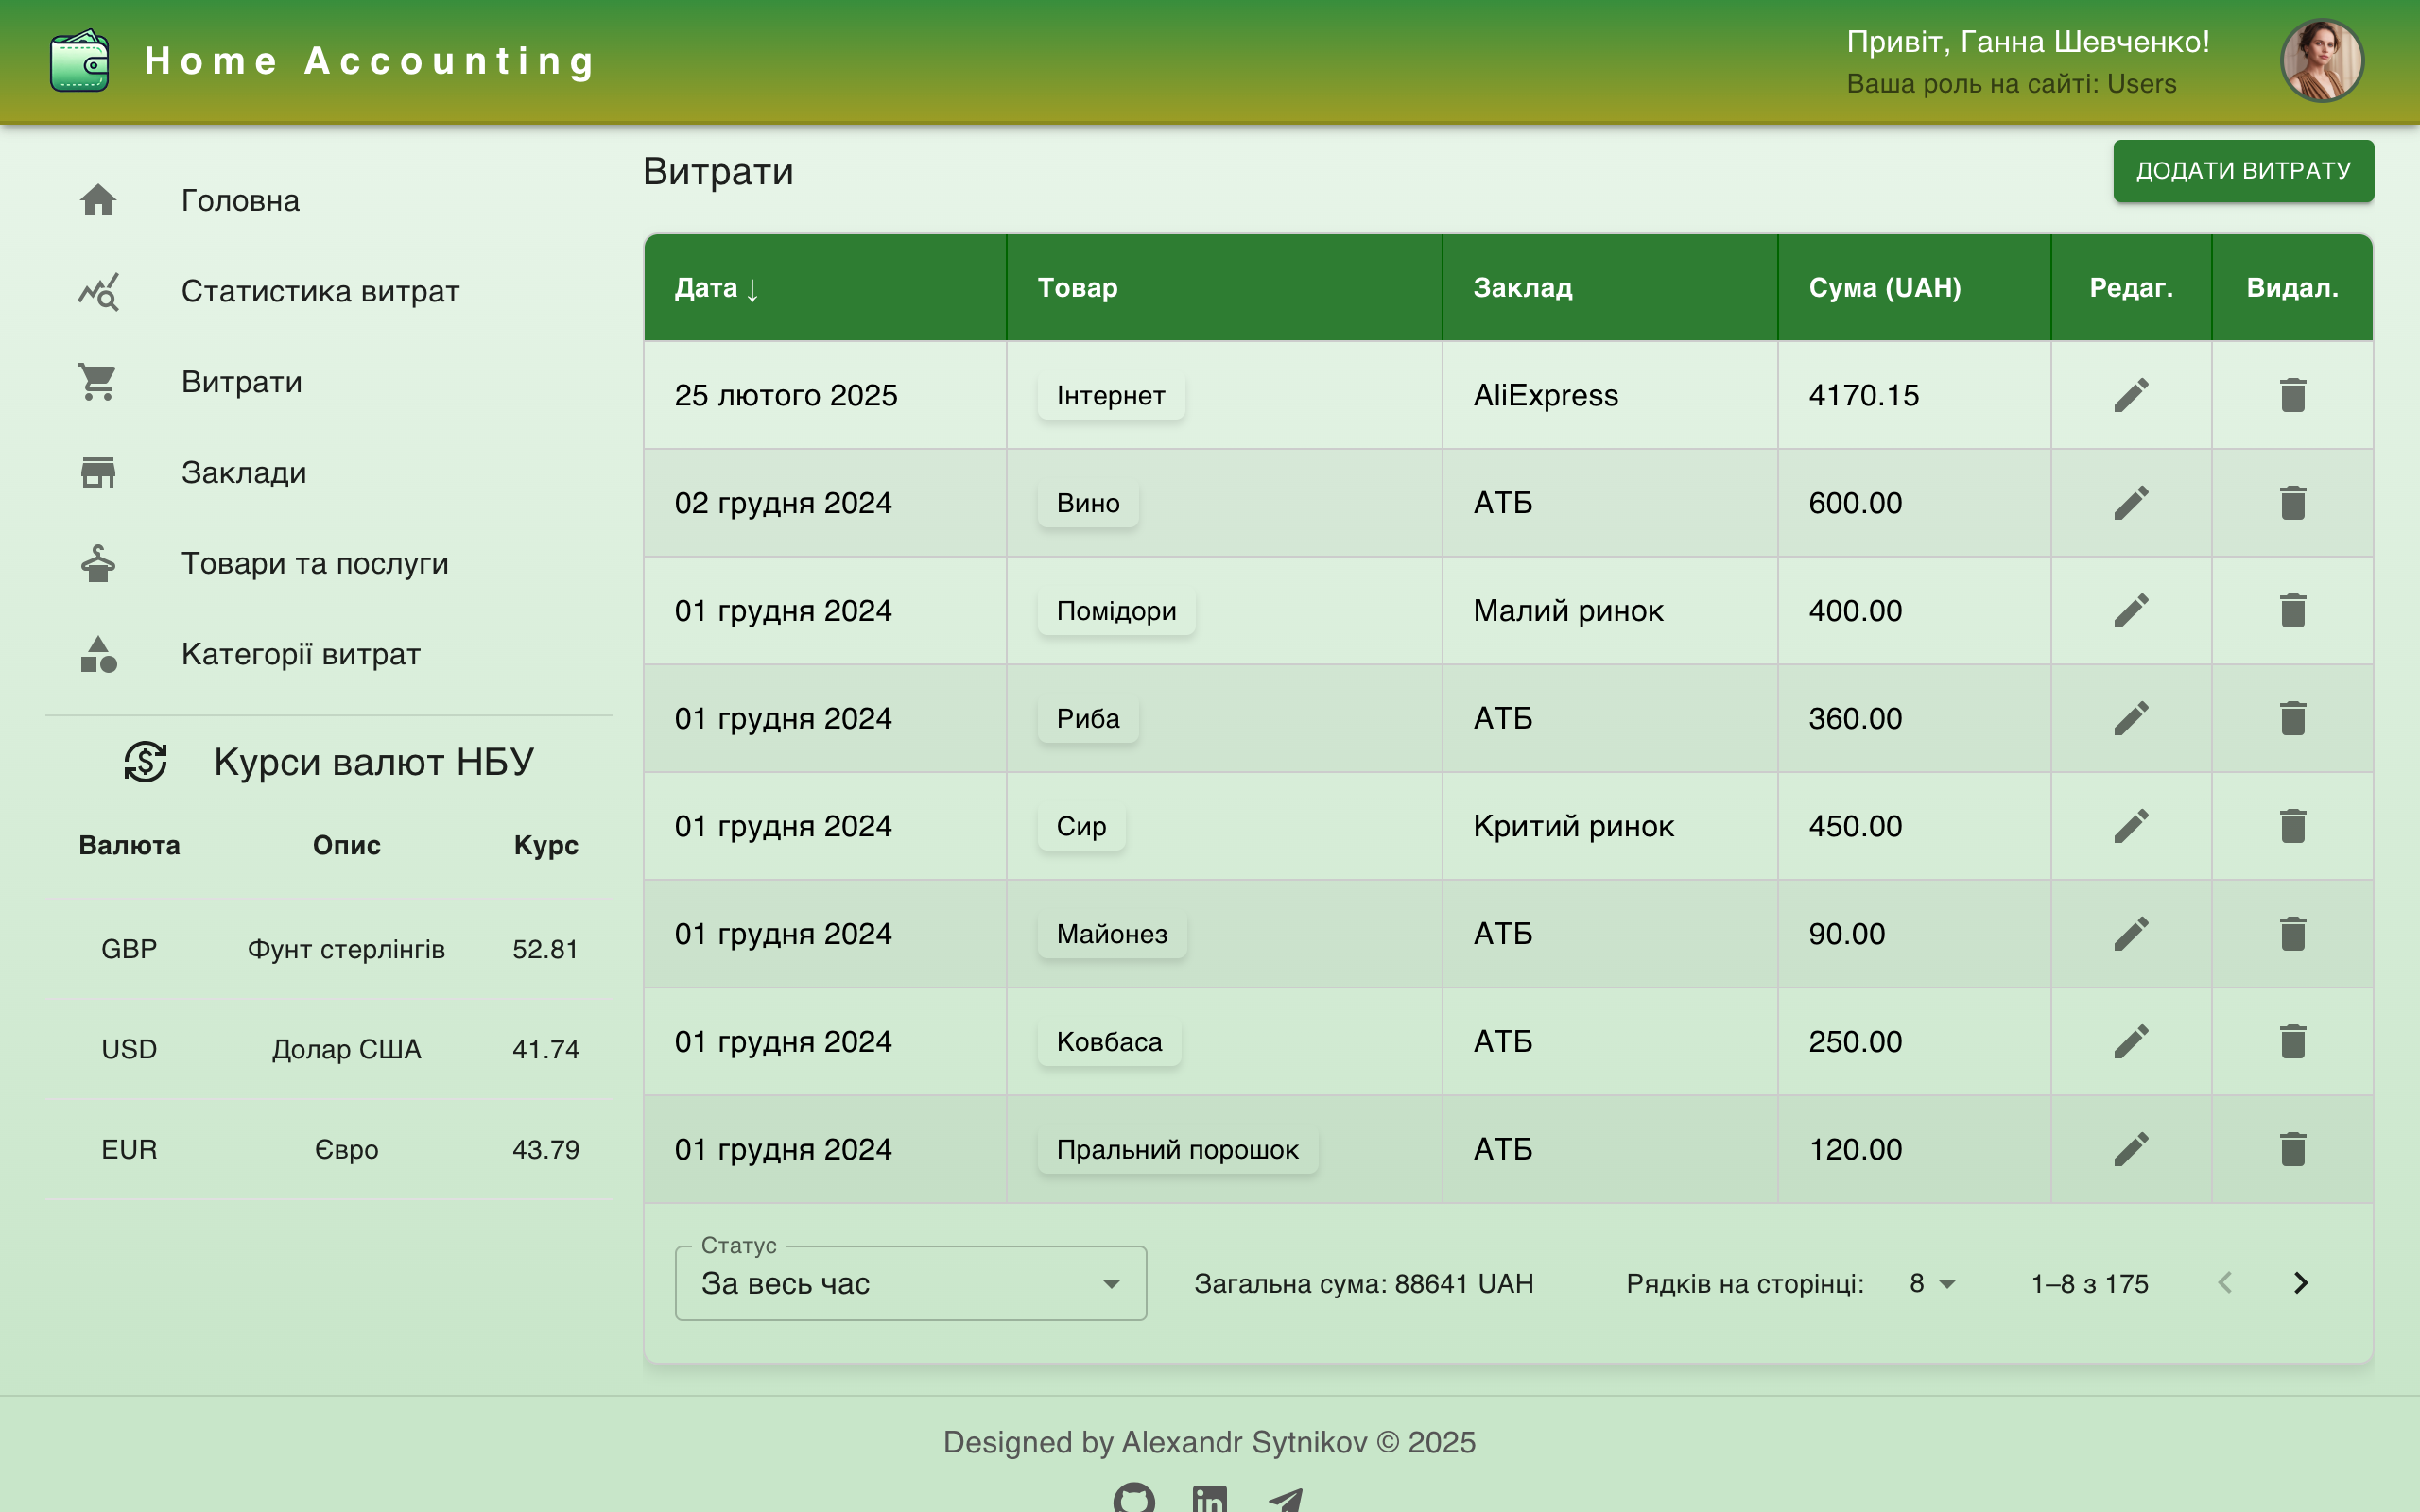 Home Accounting
Привіт, Ганна Шевченко!
Ваша роль на сайті: Users
Головна
Статистика витрат
Витрати
Заклади
Товари та послуги
Категорії витрат
Курси валют НБУ
Валюта Опис Курс
GBP Фунт стерлінгів 52.81
USD Долар США 41.74
EUR Євро 43.79
Витрати
ДОДАТИ ВИТРАТУ
Дата ↓ Товар Заклад Сума (UAH) Редаг. Видал.
25 лютого 2025 Інтернет AliExpress 4170.15
02 грудня 2024 Вино АТБ 600.00
01 грудня 2024 Помідори Малий ринок 400.00
01 грудня 2024 Риба АТБ 360.00
01 грудня 2024 Сир Критий ринок 450.00
01 грудня 2024 Майонез АТБ 90.00
01 грудня 2024 Ковбаса АТБ 250.00
01 грудня 2024 Пральний порошок АТБ 120.00
Статус
За весь час
Загальна сума: 88641 UAH
Рядків на сторінці: 8
1–8 з 175
Designed by Alexandr Sytnikov © 2025